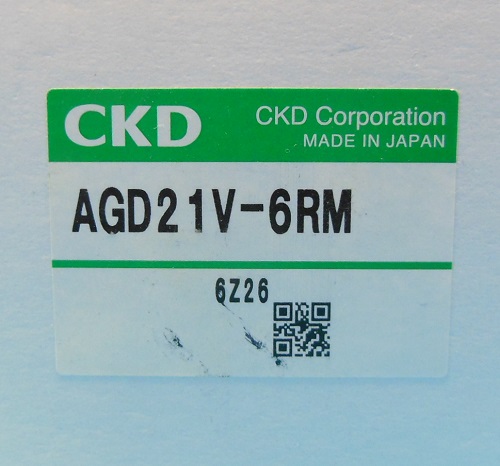 CKD
CKD Corporation
MADE IN JAPAN
AGD21V-6RM
6Z26